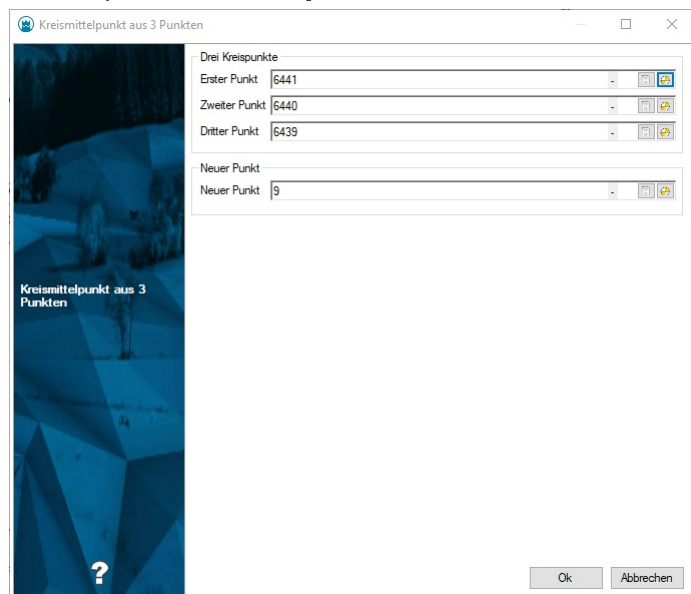 Kreismittelpunkt aus 3 Punkten
Drei Kreispunkte
Erster Punkt 6441 -
Zweiter Punkt 6440 -
Dritter Punkt 6439 -
Neuer Punkt
Neuer Punkt 9 -
Kreismittelpunkt aus 3
Punkten
?
Ok Abbrechen